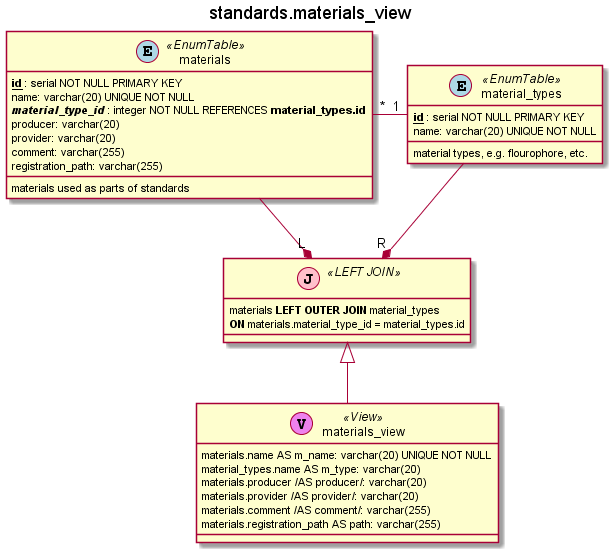 standards.materials_view
E «EnumTable»
materials
id : serial NOT NULL PRIMARY KEY
name: varchar(20) UNIQUE NOT NULL
material_type_id : integer NOT NULL REFERENCES material_types.id
producer: varchar(20)
provider: varchar(20)
comment: varchar(255)
registration_path: varchar(255)
materials used as parts of standards
* 1
E «EnumTable»
material_types
id : serial NOT NULL PRIMARY KEY
name: varchar(20) UNIQUE NOT NULL
material types, e.g. flourophore, etc.
L
R
J «LEFT JOIN»
materials LEFT OUTER JOIN material_types
ON materials.material_type_id = material_types.id
V «View»
materials_view
materials.name AS m_name: varchar(20) UNIQUE NOT NULL
material_types.name AS m_type: varchar(20)
materials.producer /AS producer/: varchar(20)
materials.provider /AS provider/: varchar(20)
materials.comment /AS comment/: varchar(255)
materials.registration_path AS path: varchar(255)